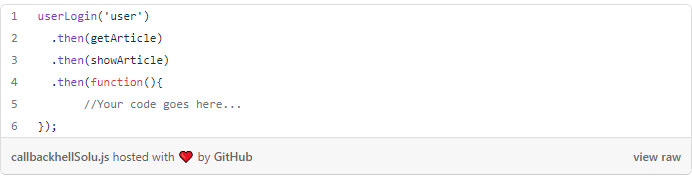 1 userLogin('user')
2 .then(getArticle)
3 .then(showArticle)
4 .then(function(){
5 //Your code goes here...
6 });
callbackhellSolu.js hosted with ❤ by GitHub view raw